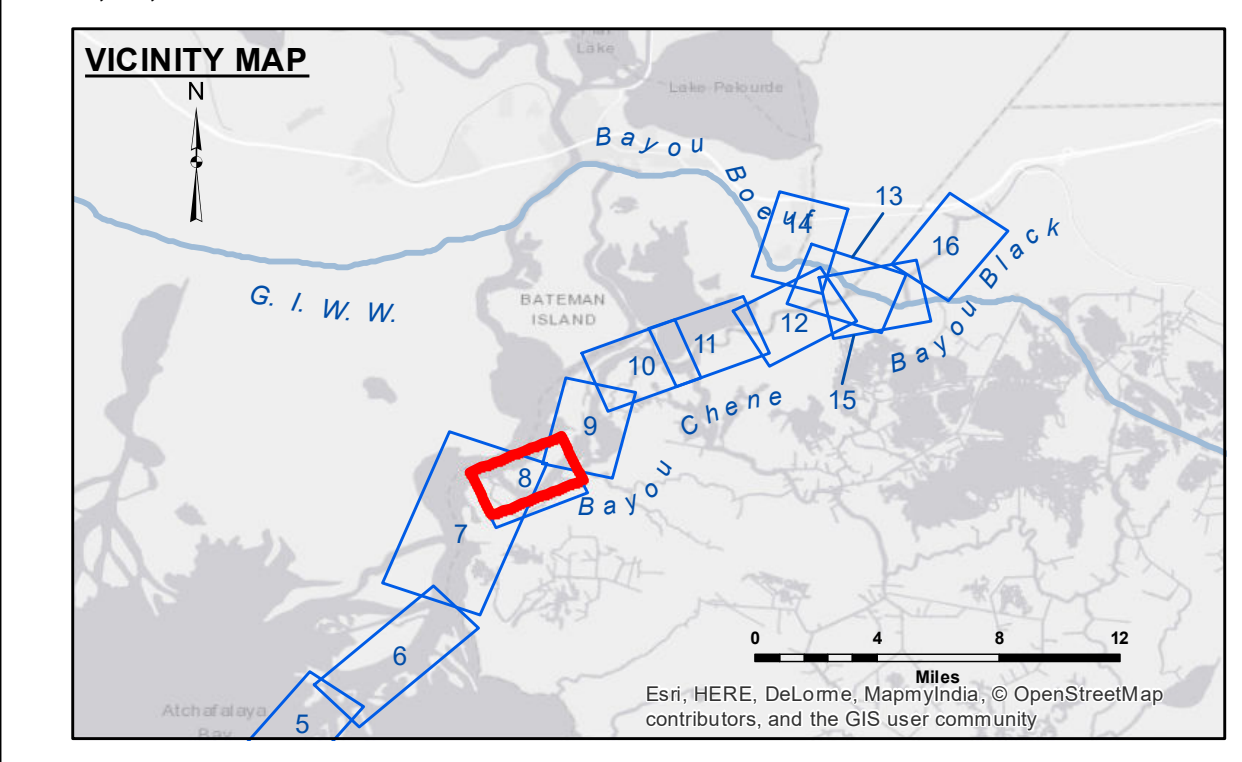 VICINITY MAP
N
Lake
Lake Palourde
Bayou
Boeuf
13
14
16
Bayou Black
G. I. W. W.
BATEMAN
ISLAND
12
11
10
15
Chene
9
8
Bayou
7
6
5
0 4 8 12
Miles
Atchafalaya
Bay
Esri, HERE, DeLorme, MapmyIndia, © OpenStreetMap
contributors, and the GIS user community